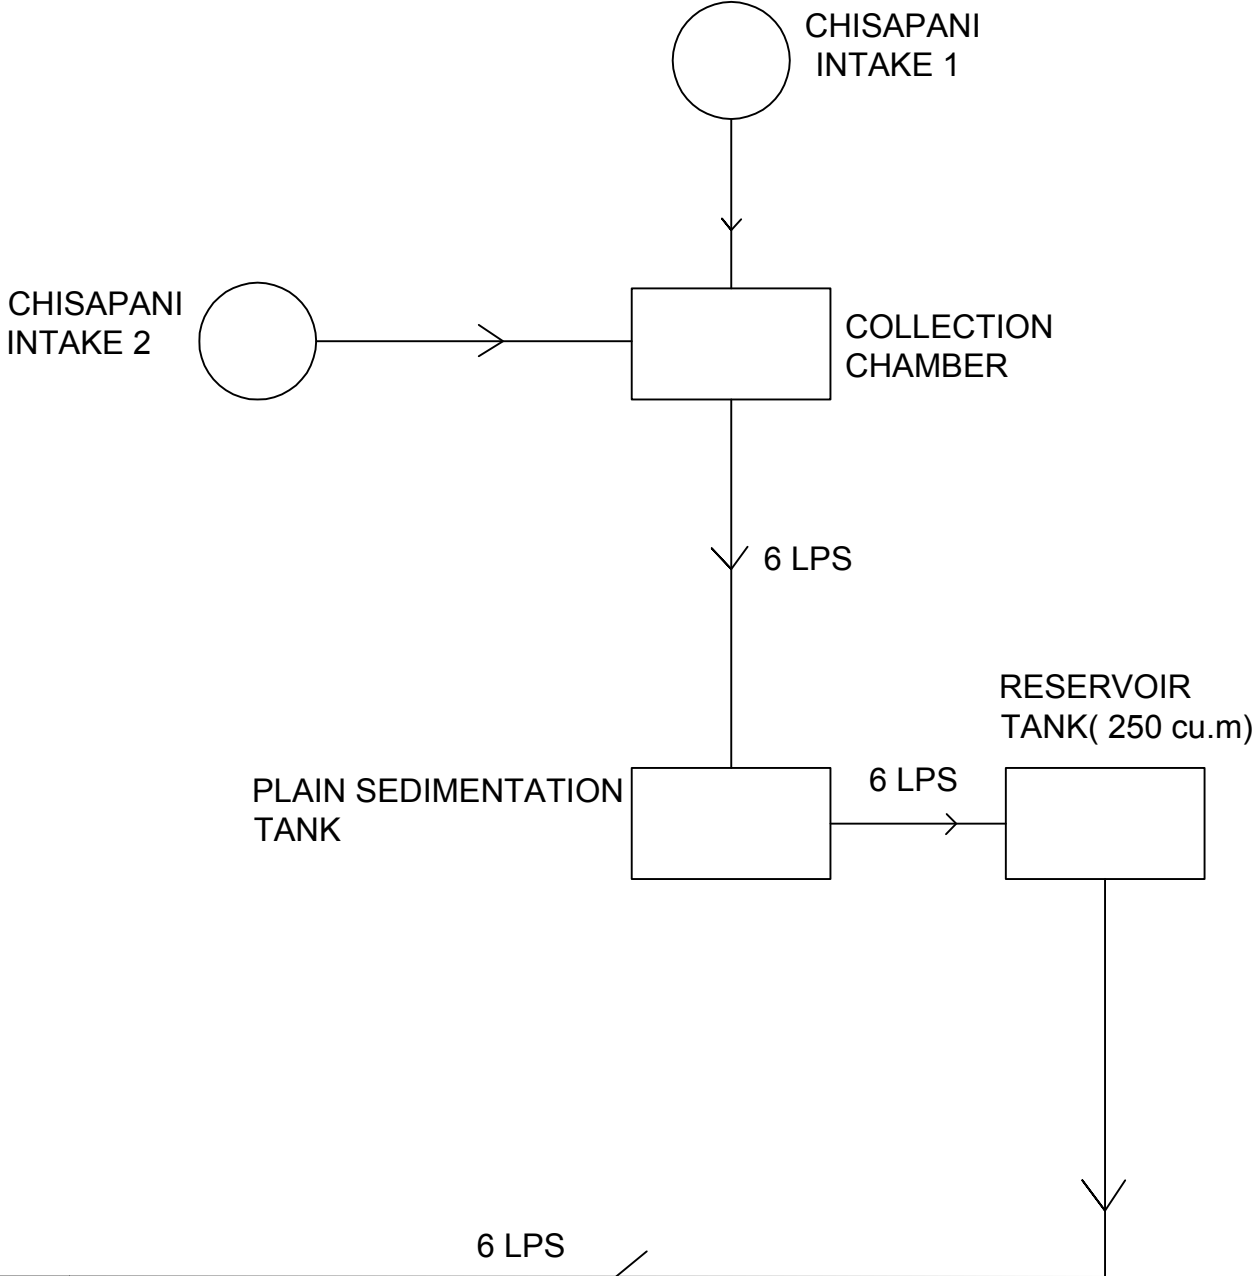 CHISAPANI
INTAKE 1
CHISAPANI
INTAKE 2
COLLECTION
CHAMBER
6 LPS
RESERVOIR
TANK( 250 cu.m)
PLAIN SEDIMENTATION
TANK
6 LPS
6 LPS